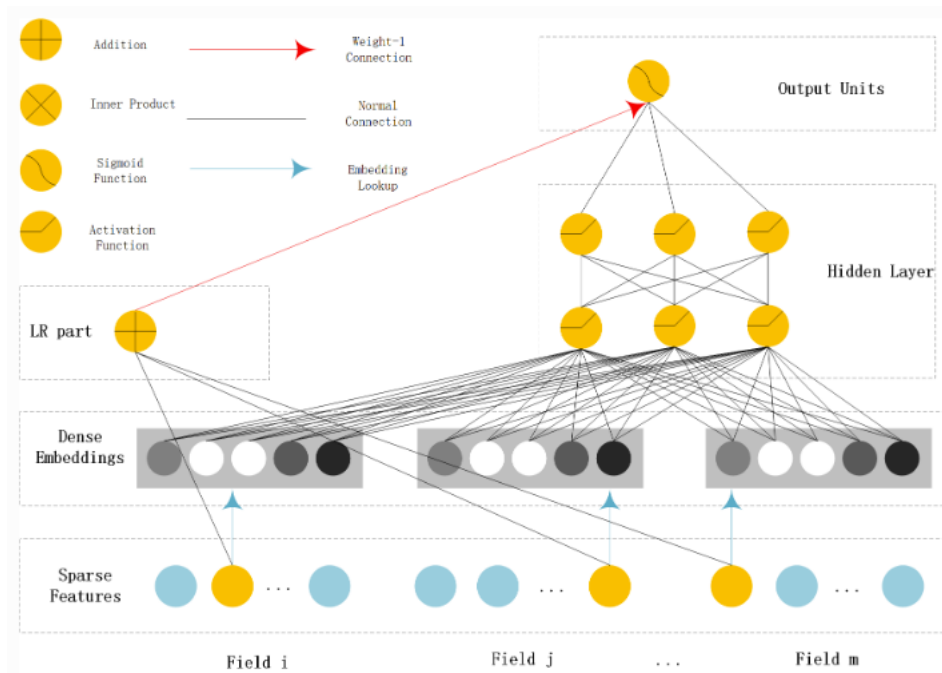 Addition
Weight-1
Connection
Inner Product
Normal
Connection
Sigmoid
Function
Embedding
Lookup
Activation
Function
Output Units
Hidden Layer
LR part
Dense
Embeddings
Sparse
Features
...
...
...
Field i
Field j
...
Field m